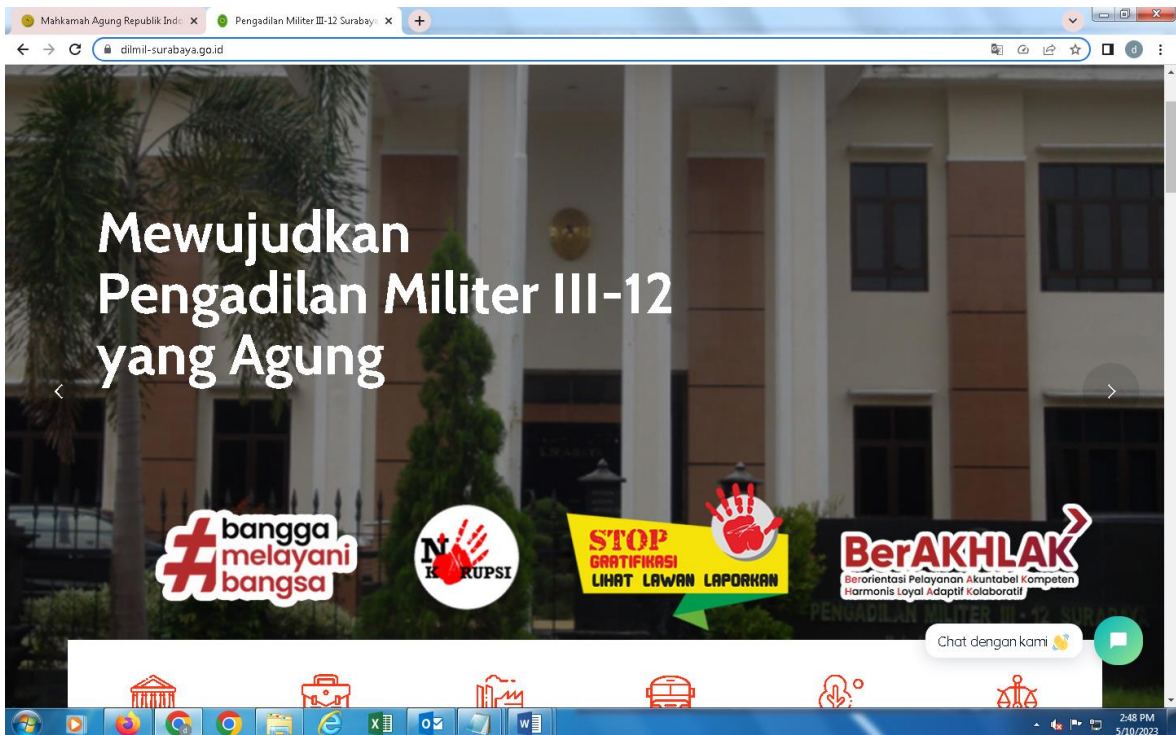 Mahkamah Agung Republik Indo
Pengadilan Militer III-12 Surabaya
dilmil-surabaya.go.id
d
Mewujudkan
Pengadilan Militer III-12
yang Agung
#bangga
melayani
bangsa
NO
KORUPSI
STOP
GRATIFIKASI
LIHAT LAWAN LAPORKAN
BerAKHLAK
Berorientasi Pelayanan Akuntabel Kompeten
Harmonis Loyal Adaptif Kolaboratif
PENGADILAN MILITER III - 12 SURABAYA
Chat dengan kami 👋
2:48 PM
5/10/2023